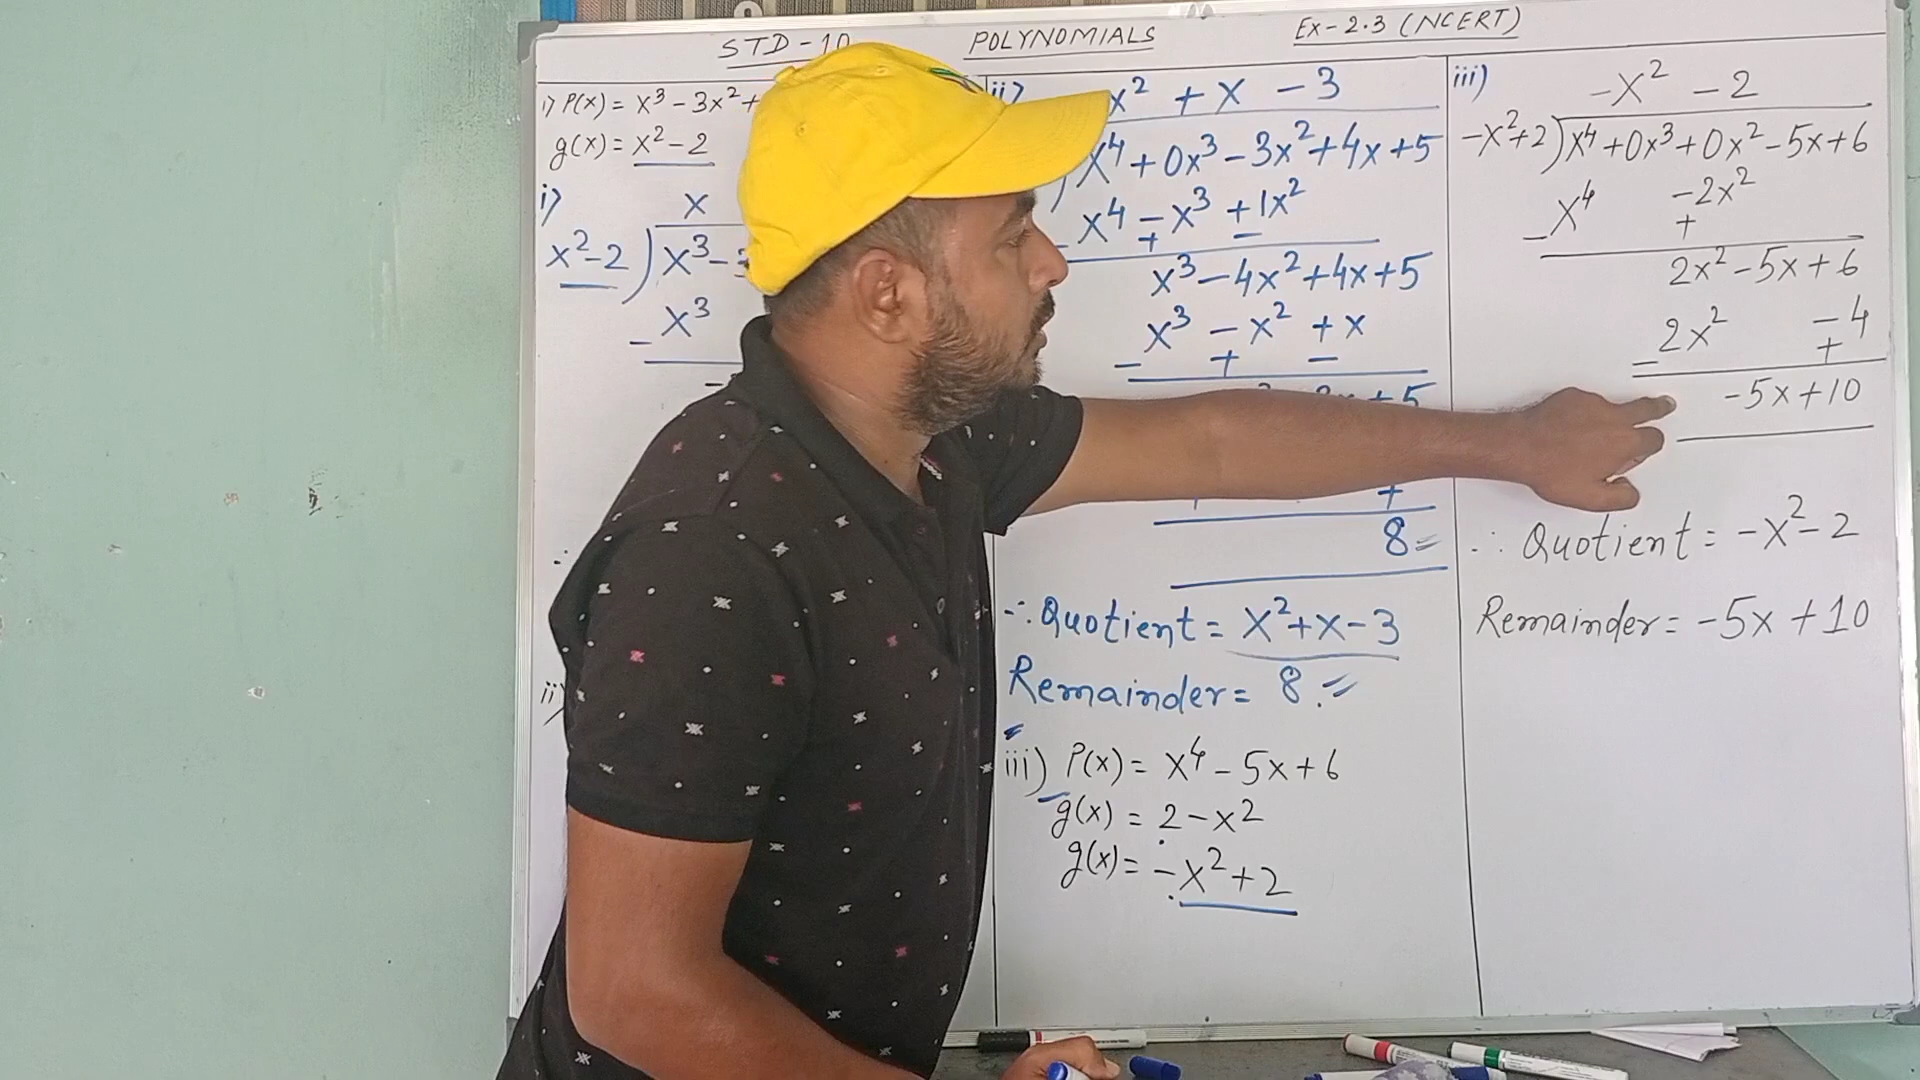 STD-10 POLYNOMIALS Ex-2.3 (NCERT)
i) P(x) = x³ - 3x² +
g(x) = x² - 2
i)
x
x²-2 ) x³ - 3
- x³
ii)
ii)
x² + x - 3
) x⁴ + 0x³ - 3x² + 4x + 5
x⁴ - x³ + 1x²
- + -
x³ - 4x² + 4x + 5
x³ - x² + x
- + -
+ 5
+
8
∴ Quotient = x² + x - 3
Remainder = 8.
iii) P(x) = x⁴ - 5x + 6
g(x) = 2 - x²
g(x) = -x² + 2
iii)
-x² - 2
-x²+2 ) x⁴ + 0x³ + 0x² - 5x + 6
x⁴ - 2x²
- +
2x² - 5x + 6
2x² - 4
- +
-5x + 10
∴ Quotient = -x² - 2
Remainder = -5x + 10